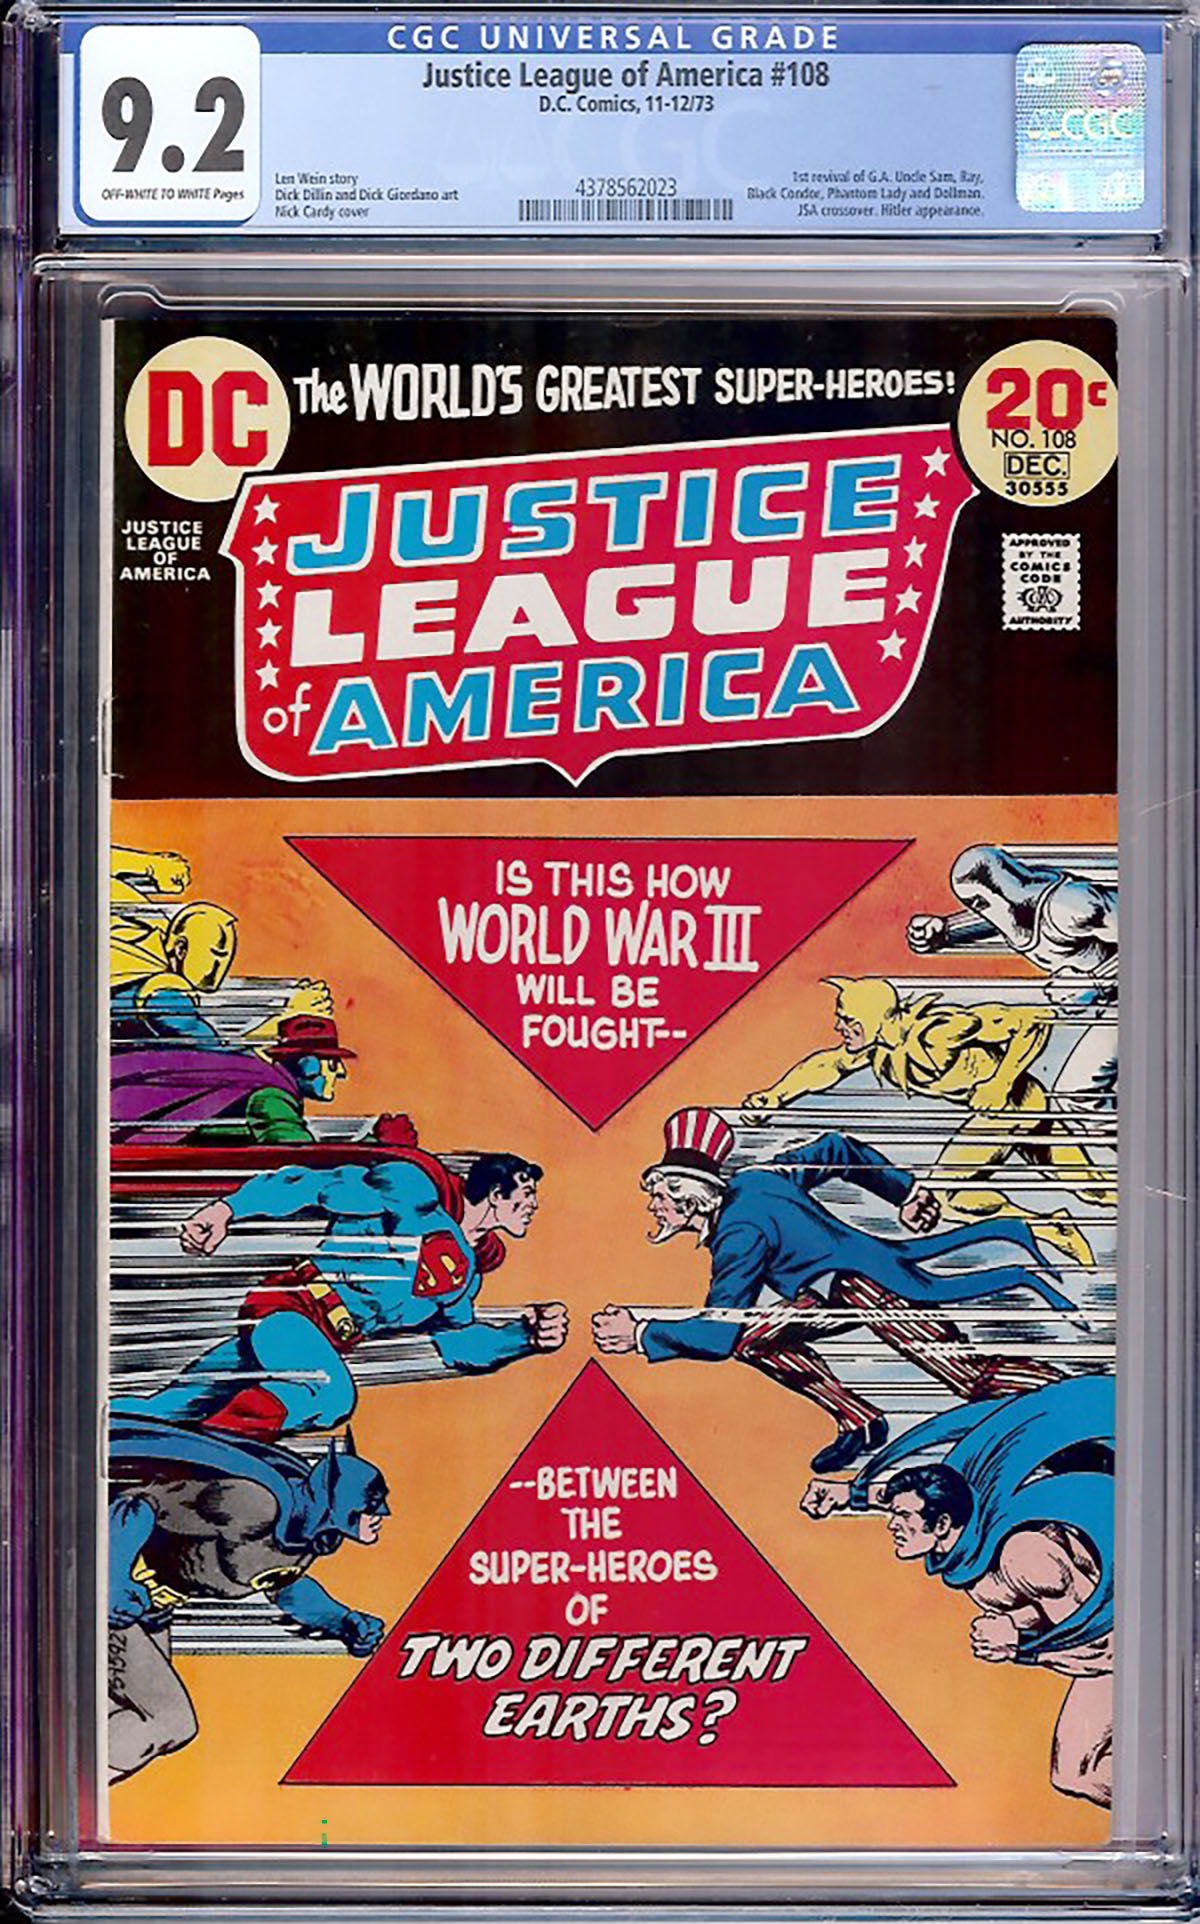 CGC UNIVERSAL GRADE
Justice League of America #108
D.C. Comics, 11-12/73
9.2
OFF-WHITE TO WHITE Pages
Len Wein story
Dick Dillin and Dick Giordano art
Nick Cardy cover
4378562023
1st revival of G.A. Uncle Sam, Ray,
Black Condor, Phantom Lady and Dollman.
JSA crossover. Hitler appearance.
CGC
DC
The WORLD'S GREATEST SUPER-HEROES!
20c
NO. 108
DEC.
30555
JUSTICE
LEAGUE
OF
AMERICA
JUSTICE
LEAGUE
of AMERICA
APPROVED
BY THE
COMICS
CODE
AUTHORITY
IS THIS HOW
WORLD WAR III
WILL BE
FOUGHT--
S
--BETWEEN
THE
SUPER-HEROES
OF
TWO DIFFERENT
EARTHS?